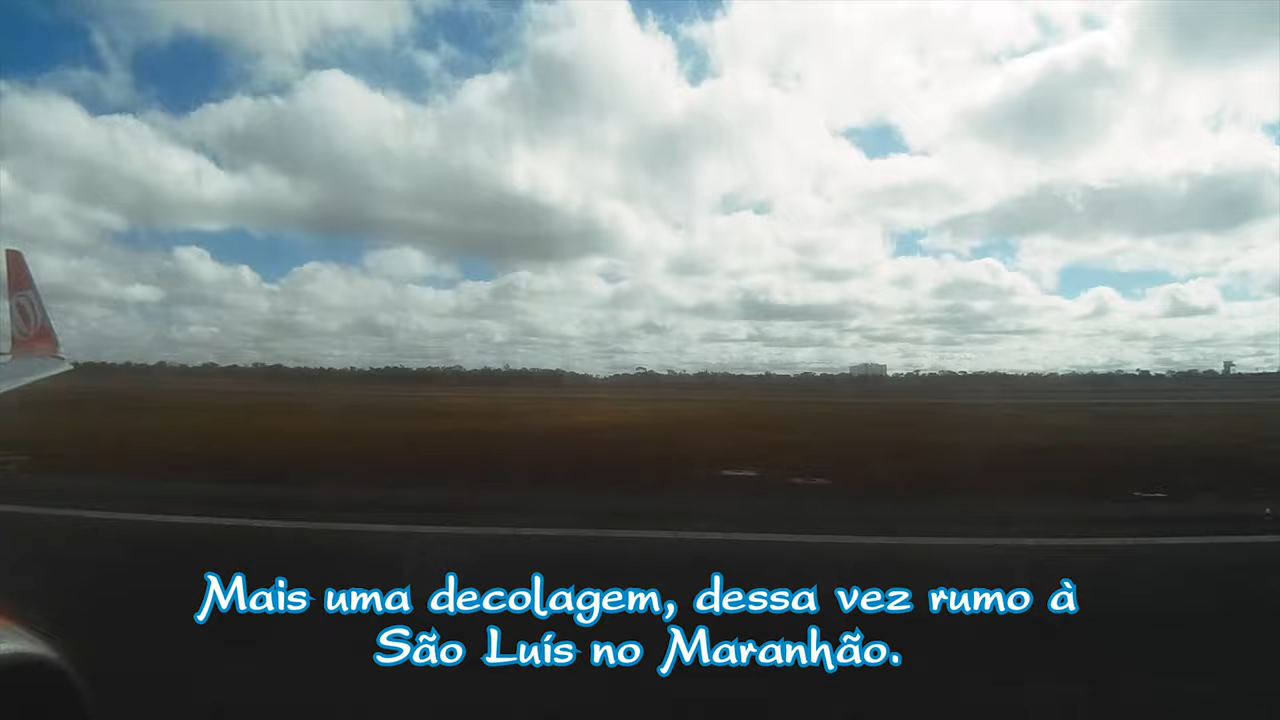 Mais uma decolagem, dessa vez rumo à
São Luís no Maranhão.